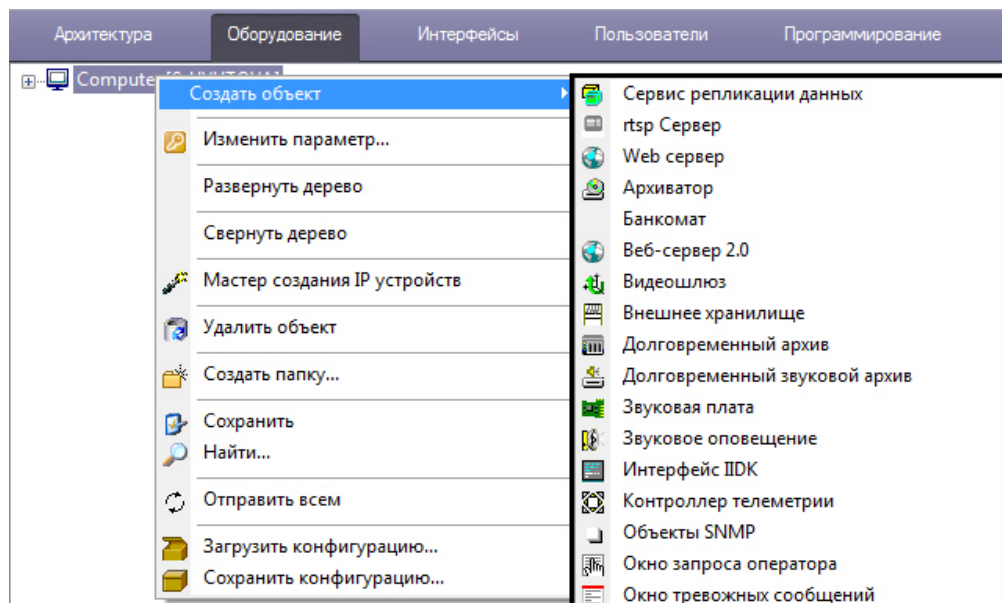 Архитектура Оборудование Интерфейсы Пользователи Программирование
Computer
Создать объект
Изменить параметр...
Развернуть дерево
Свернуть дерево
Мастер создания IP устройств
Удалить объект
Создать папку...
Сохранить
Найти...
Отправить всем
Загрузить конфигурацию...
Сохранить конфигурацию...
Сервис репликации данных
rtsp Сервер
Web сервер
Архиватор
Банкомат
Веб-сервер 2.0
Видеошлюз
Внешнее хранилище
Долговременный архив
Долговременный звуковой архив
Звуковая плата
Звуковое оповещение
Интерфейс IIDK
Контроллер телеметрии
Объекты SNMP
Окно запроса оператора
Окно тревожных сообщений